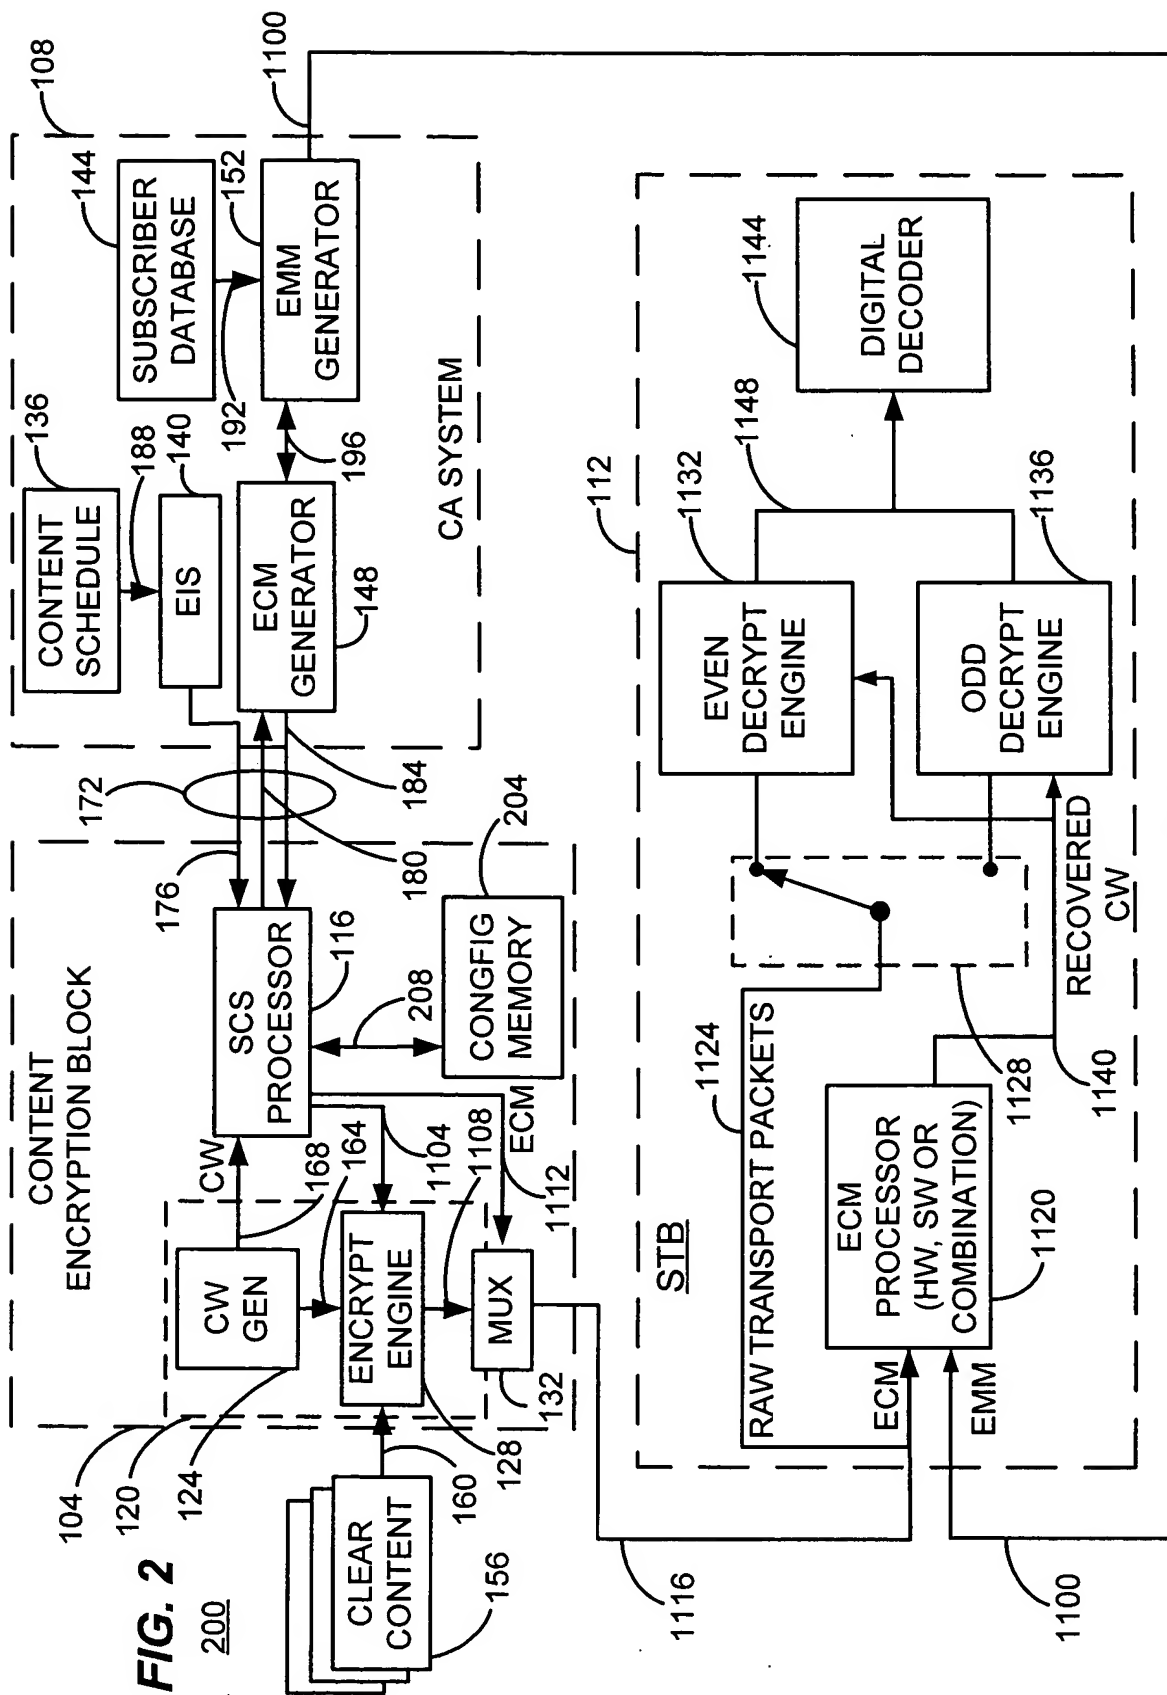 FIG. 2
200
104
120
124
CONTENT
ENCRYPTION BLOCK
CW
GEN
CW
168
164
ENCRYPT
ENGINE
128
160
CLEAR
CONTENT
156
MUX
132
1108
1104
1112
ECM
SCS
PROCESSOR
116
208
CONGFIG
MEMORY
204
176
172
180
184
CONTENT
SCHEDULE
136
188
EIS
140
ECM
GENERATOR
148
196
SUBSCRIBER
DATABASE
144
192
EMM
GENERATOR
152
CA SYSTEM
108
1100
1116
1100
STB
112
RAW TRANSPORT PACKETS
1124
ECM
EMM
ECM
PROCESSOR
(HW, SW OR
COMBINATION)
1120
1128
1140
RECOVERED
CW
EVEN
DECRYPT
ENGINE
1132
ODD
DECRYPT
ENGINE
1136
1148
DIGITAL
DECODER
1144